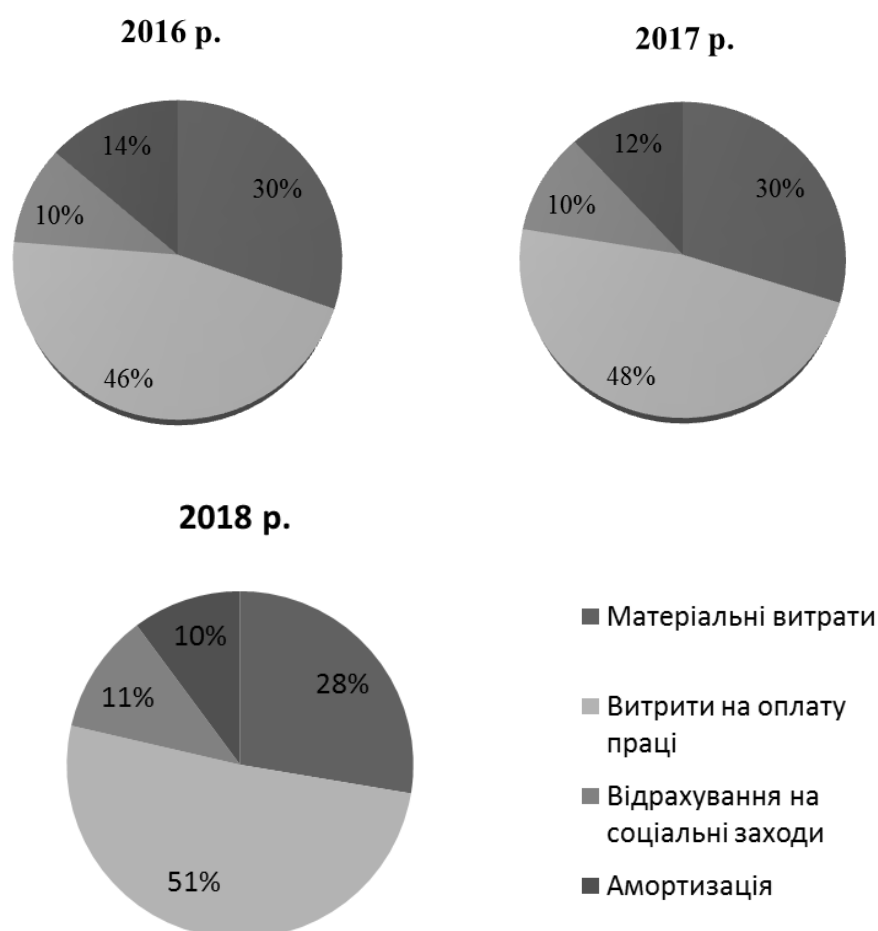 2016 р.
2017 р.
14%
30%
10%
46%
12%
30%
10%
48%
2018 р.
10%
28%
11%
51%
Матеріальні витрати
Витрити на оплату
праці
Відрахування на
соціальні заходи
Амортизація